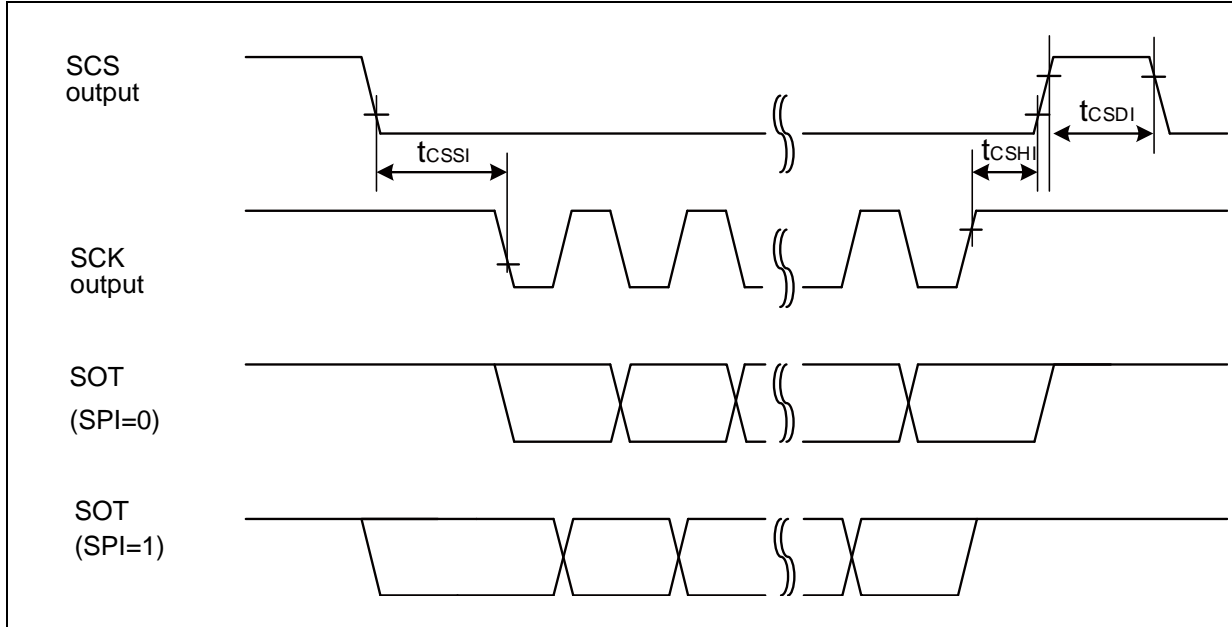 SCS
output
tCSDI
tCSSI
tCSHI
SCK
output
SOT
(SPI=0)
SOT
(SPI=1)